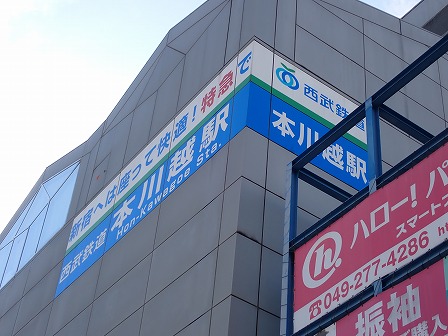 新宿へは座って快適！特急で
西武鉄道 本川越駅
Hon-Kawagoe Sta.
西武鉄道
本川越駅
ハロー！パ
スマートフ
☎049-277-4286 h
振袖